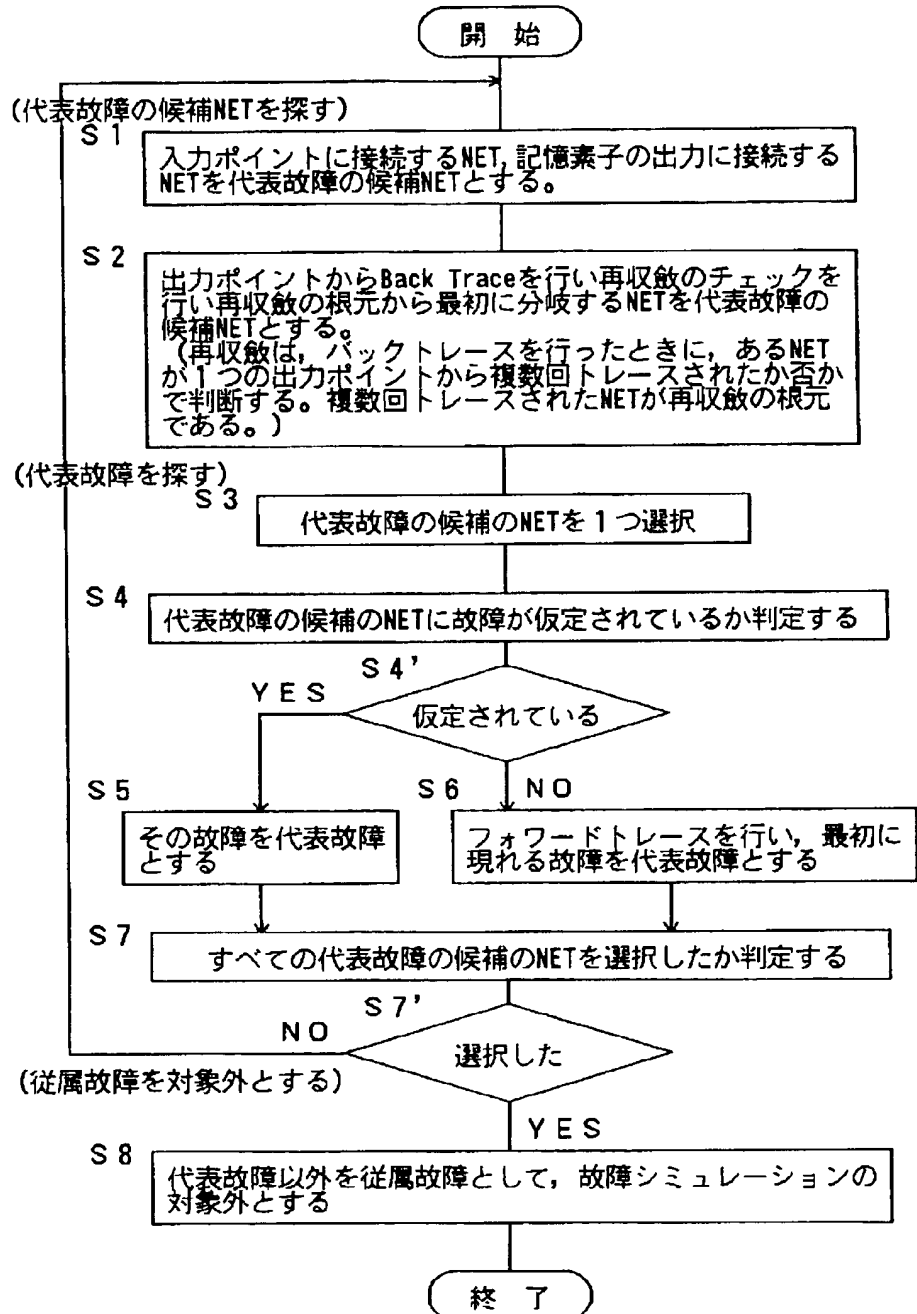 開 始
(代表故障の候補NETを探す)
S1
入力ポイントに接続するNET,記憶素子の出力に接続する
NETを代表故障の候補NETとする。
S2
出力ポイントからBack Traceを行い再収斂のチェックを
行い再収斂の根元から最初に分岐するNETを代表故障の
候補NETとする。
(再収斂は,バックトレースを行ったときに,あるNET
が1つの出力ポイントから複数回トレースされたか否か
で判断する。複数回トレースされたNETが再収斂の根元
である。)
(代表故障を探す)
S3
代表故障の候補のNETを1つ選択
S4
代表故障の候補のNETに故障が仮定されているか判定する
S4'
YES
仮定されている
S5
S6
NO
その故障を代表故障
とする
フォワードトレースを行い,最初に
現れる故障を代表故障とする
S7
すべての代表故障の候補のNETを選択したか判定する
S7'
NO
選択した
(従属故障を対象外とする)
YES
S8
代表故障以外を従属故障として,故障シミュレーションの
対象外とする
終 了